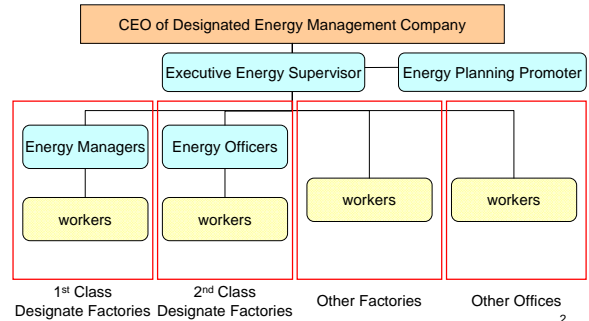 CEO of Designated Energy Management Company
Executive Energy Supervisor
Energy Planning Promoter
Energy Managers
Energy Officers
workers
workers
workers
workers
1st Class
Designate Factories
2nd Class
Designate Factories
Other Factories
Other Offices
2